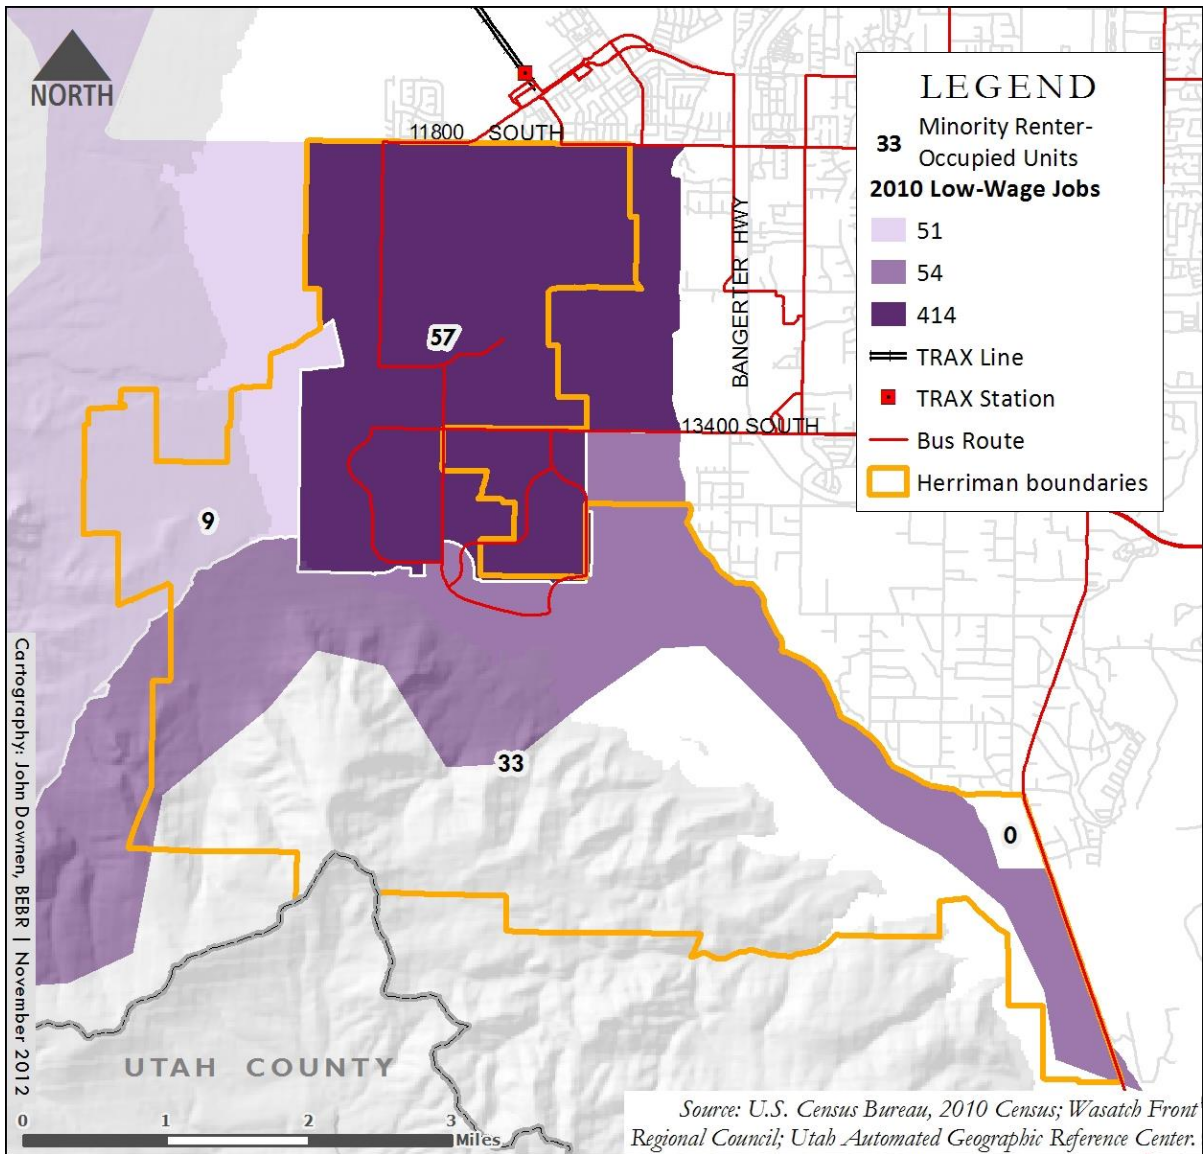 NORTH
11800 SOUTH
BANGERTER HWY
13400 SOUTH
57
9
33
0
LEGEND
33 Minority Renter-
Occupied Units
2010 Low-Wage Jobs
51
54
414
TRAX Line
TRAX Station
Bus Route
Herriman boundaries
Cartography: John Downen, BEBR | November 2012
UTAH COUNTY
0 1 2 3
Miles
Source: U.S. Census Bureau, 2010 Census; Wasatch Front
Regional Council; Utah Automated Geographic Reference Center.